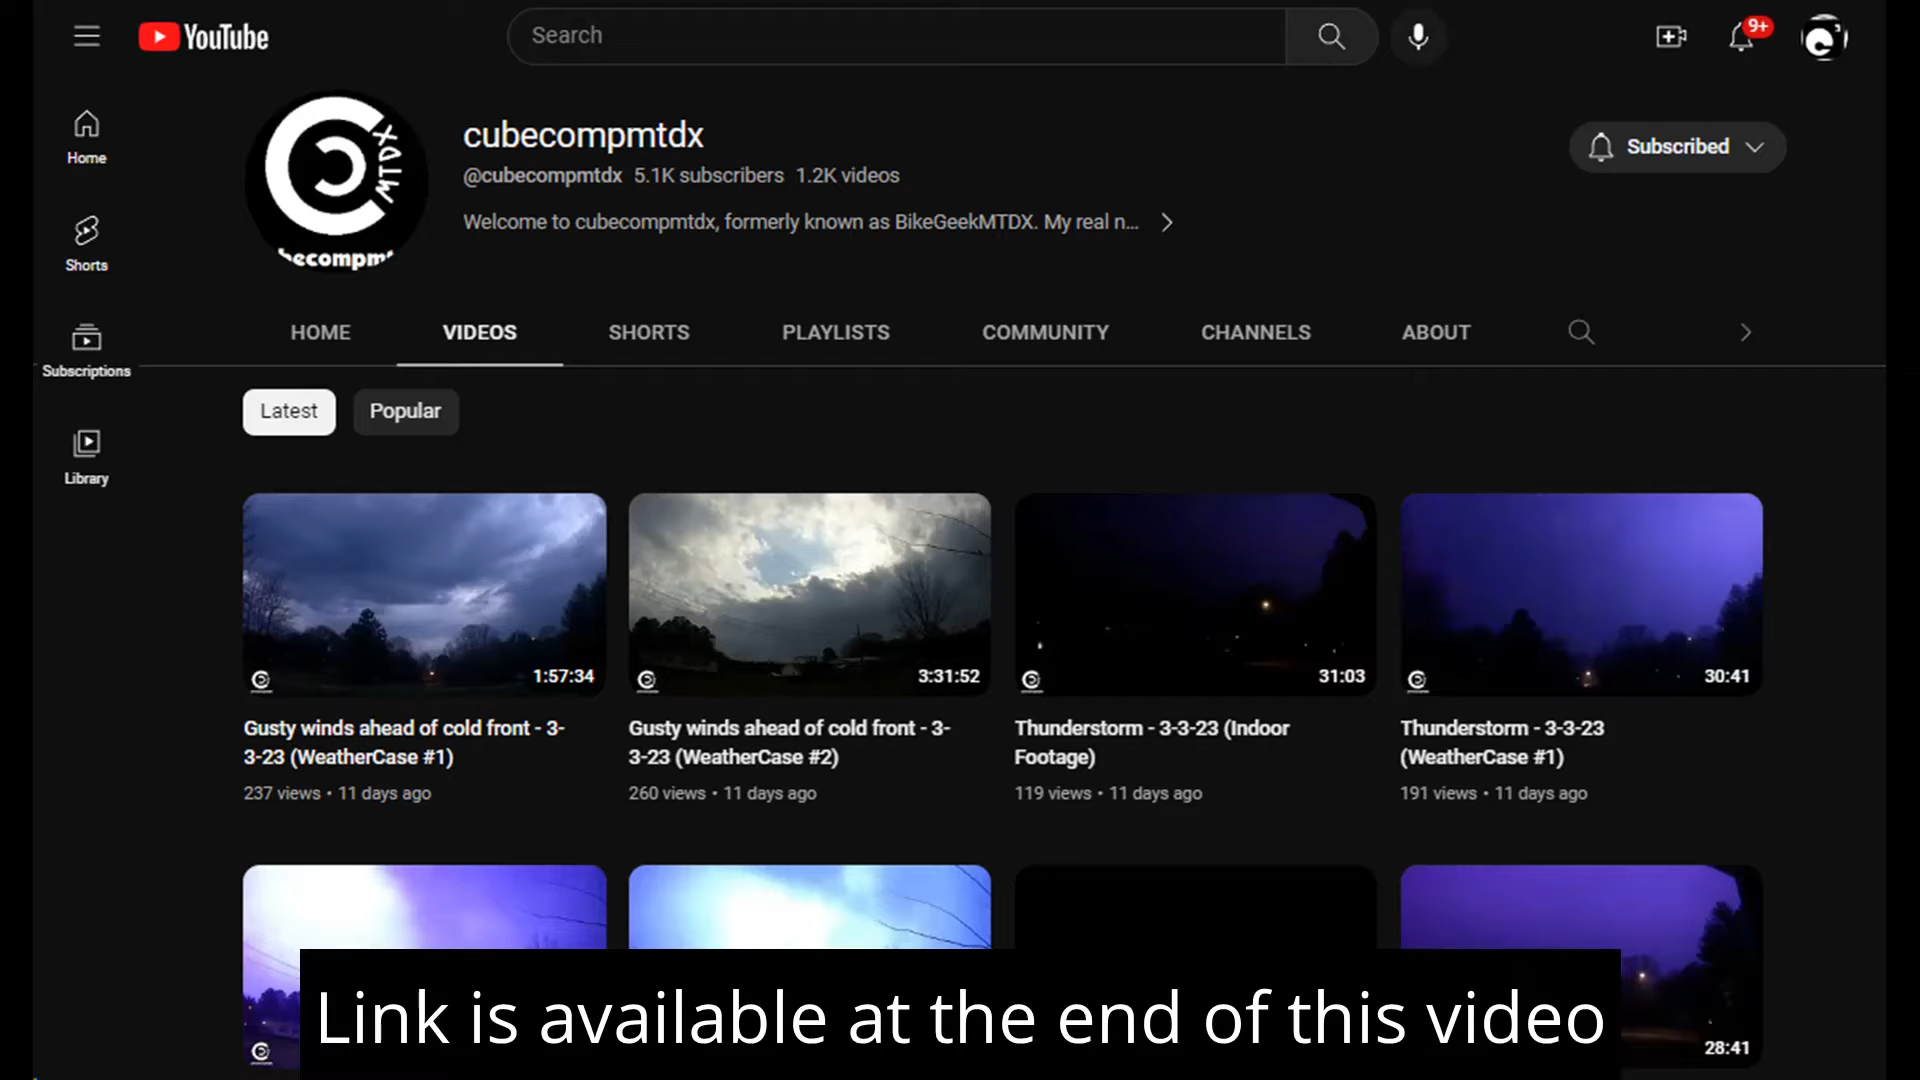 YouTube
Search
9+
Home
Shorts
Subscriptions
Library
MTDX
becompm
cubecompmtdx
@cubecompmtdx 5.1K subscribers 1.2K videos
Welcome to cubecompmtdx, formerly known as BikeGeekMTDX. My real n...
Subscribed
HOME VIDEOS SHORTS PLAYLISTS COMMUNITY CHANNELS ABOUT
Latest Popular
1:57:34
3:31:52
31:03
30:41
Gusty winds ahead of cold front - 3-
3-23 (WeatherCase #1)
237 views • 11 days ago
Gusty winds ahead of cold front - 3-
3-23 (WeatherCase #2)
260 views • 11 days ago
Thunderstorm - 3-3-23 (Indoor
Footage)
119 views • 11 days ago
Thunderstorm - 3-3-23
(WeatherCase #1)
191 views • 11 days ago
28:41
Link is available at the end of this video